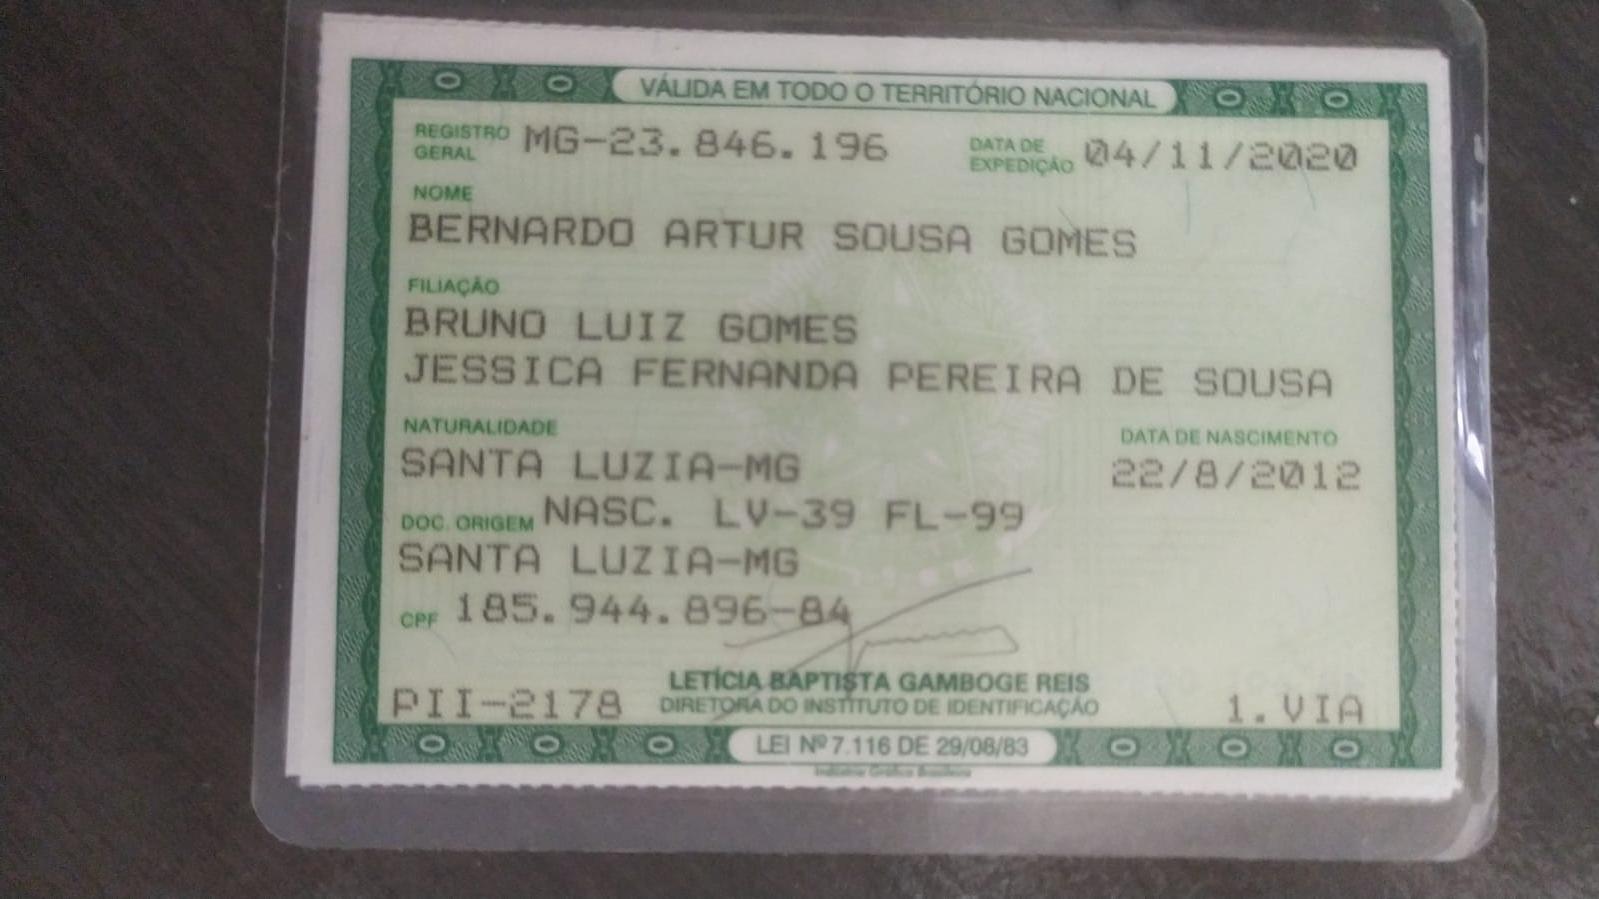 VÁLIDA EM TODO O TERRITÓRIO NACIONAL
REGISTRO GERAL MG-23.846.196 DATA DE EXPEDIÇÃO 04/11/2020
NOME
BERNARDO ARTUR SOUSA GOMES
FILIAÇÃO
BRUNO LUIZ GOMES
JESSICA FERNANDA PEREIRA DE SOUSA
NATURALIDADE DATA DE NASCIMENTO
SANTA LUZIA-MG 22/8/2012
DOC. ORIGEM NASC. LV-39 FL-99
SANTA LUZIA-MG
CPF 185.944.896-84
LETÍCIA BAPTISTA GAMBOGE REIS
PII-2178 DIRETORA DO INSTITUTO DE IDENTIFICAÇÃO 1.VIA
LEI Nº 7.116 DE 29/08/83
Indústria Gráfica Brasileira